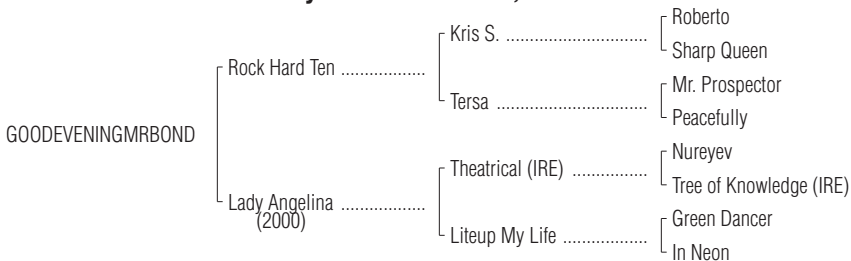 Roberto
Kris S. ..............................
Sharp Queen
Rock Hard Ten ..................
Mr. Prospector
Tersa ................................
Peacefully
GOODEVENINGMRBOND
Nureyev
Theatrical (IRE) ................
Tree of Knowledge (IRE)
Lady Angelina ..................
(2000)
Green Dancer
Liteup My Life ..................
In Neon